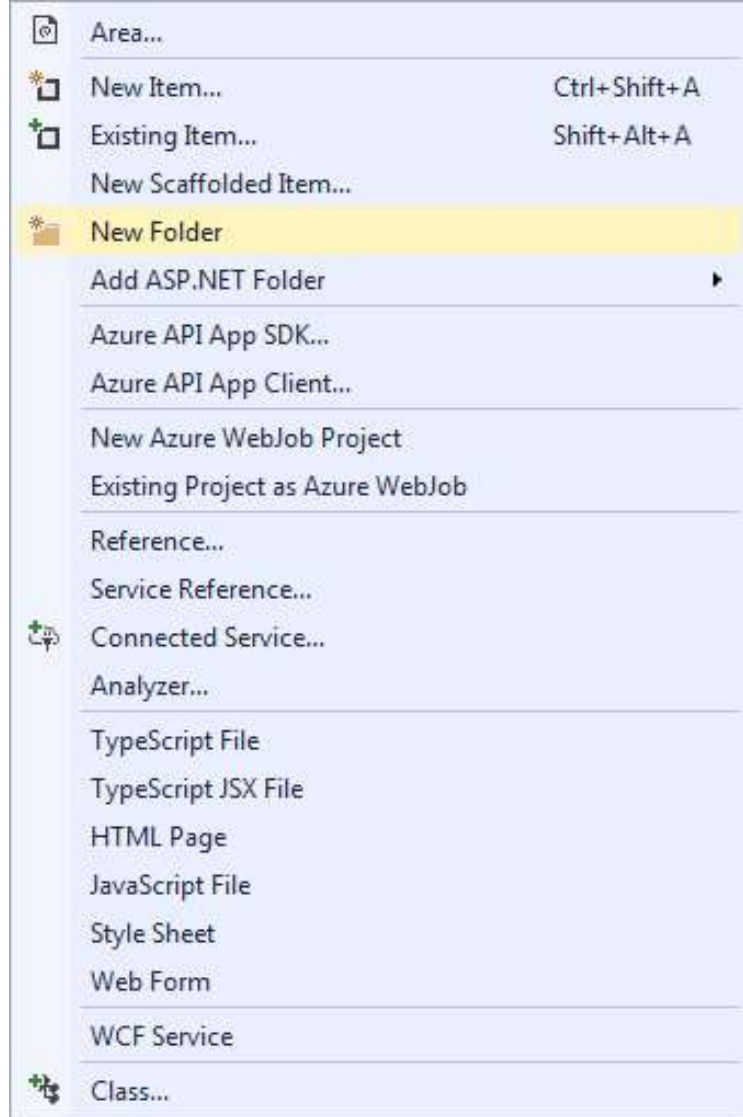 Area...
New Item... Ctrl+Shift+A
Existing Item... Shift+Alt+A
New Scaffolded Item...
New Folder
Add ASP.NET Folder
Azure API App SDK...
Azure API App Client...
New Azure WebJob Project
Existing Project as Azure WebJob
Reference...
Service Reference...
Connected Service...
Analyzer...
TypeScript File
TypeScript JSX File
HTML Page
JavaScript File
Style Sheet
Web Form
WCF Service
Class...